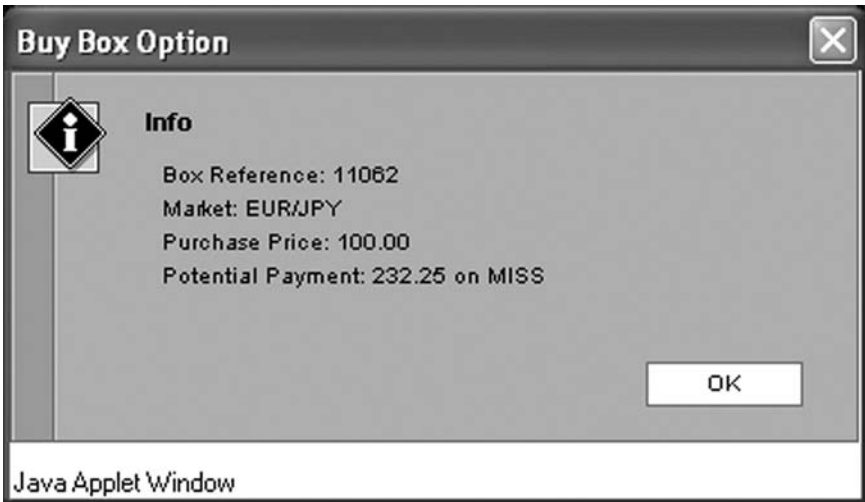 Buy Box Option
Info
Box Reference: 11062
Market: EUR/JPY
Purchase Price: 100.00
Potential Payment: 232.25 on MISS
OK
Java Applet Window